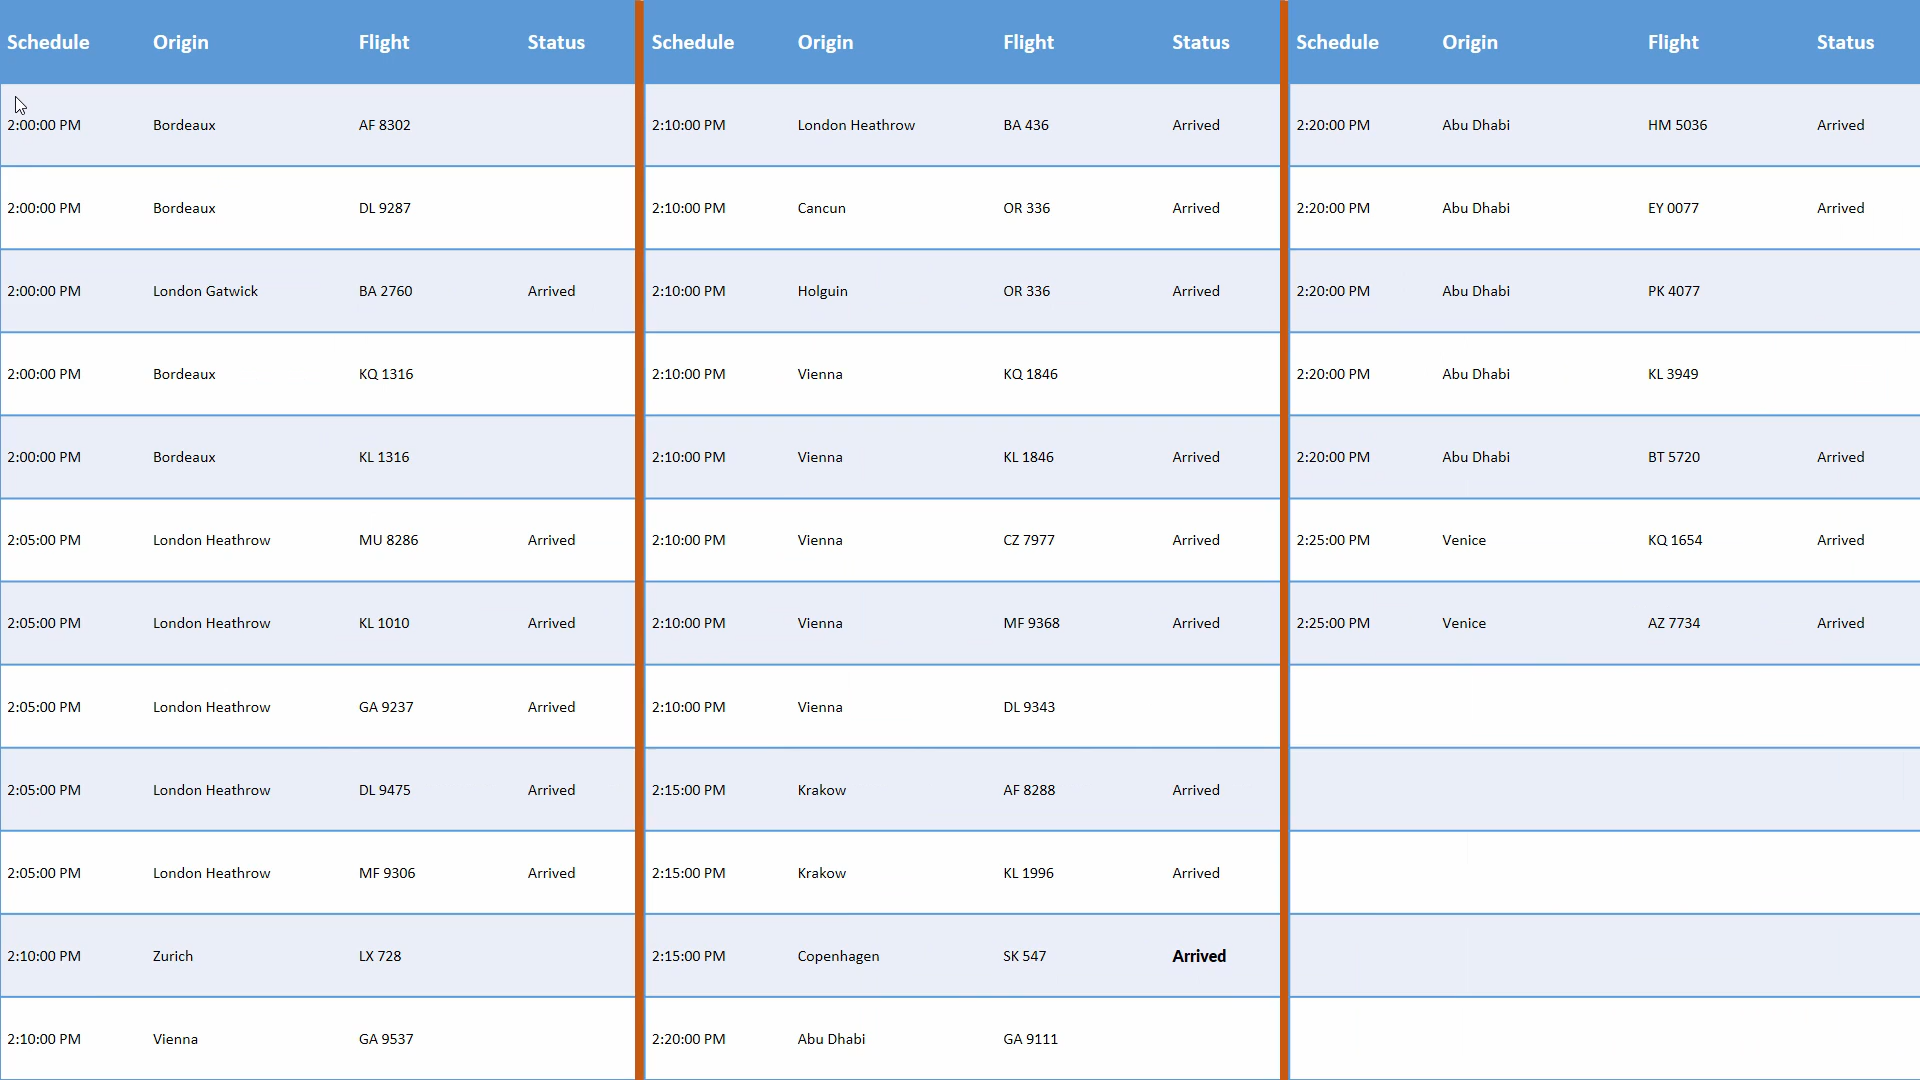 Schedule Origin Flight Status
2:00:00 PM Bordeaux AF 8302
2:00:00 PM Bordeaux DL 9287
2:00:00 PM London Gatwick BA 2760 Arrived
2:00:00 PM Bordeaux KQ 1316
2:00:00 PM Bordeaux KL 1316
2:05:00 PM London Heathrow MU 8286 Arrived
2:05:00 PM London Heathrow KL 1010 Arrived
2:05:00 PM London Heathrow GA 9237 Arrived
2:05:00 PM London Heathrow DL 9475 Arrived
2:05:00 PM London Heathrow MF 9306 Arrived
2:10:00 PM Zurich LX 728
2:10:00 PM Vienna GA 9537
Schedule Origin Flight Status
2:10:00 PM London Heathrow BA 436 Arrived
2:10:00 PM Cancun OR 336 Arrived
2:10:00 PM Holguin OR 336 Arrived
2:10:00 PM Vienna KQ 1846
2:10:00 PM Vienna KL 1846 Arrived
2:10:00 PM Vienna CZ 7977 Arrived
2:10:00 PM Vienna MF 9368 Arrived
2:10:00 PM Vienna DL 9343
2:15:00 PM Krakow AF 8288 Arrived
2:15:00 PM Krakow KL 1996 Arrived
2:15:00 PM Copenhagen SK 547 Arrived
2:20:00 PM Abu Dhabi GA 9111
Schedule Origin Flight Status
2:20:00 PM Abu Dhabi HM 5036 Arrived
2:20:00 PM Abu Dhabi EY 0077 Arrived
2:20:00 PM Abu Dhabi PK 4077
2:20:00 PM Abu Dhabi KL 3949
2:20:00 PM Abu Dhabi BT 5720 Arrived
2:25:00 PM Venice KQ 1654 Arrived
2:25:00 PM Venice AZ 7734 Arrived